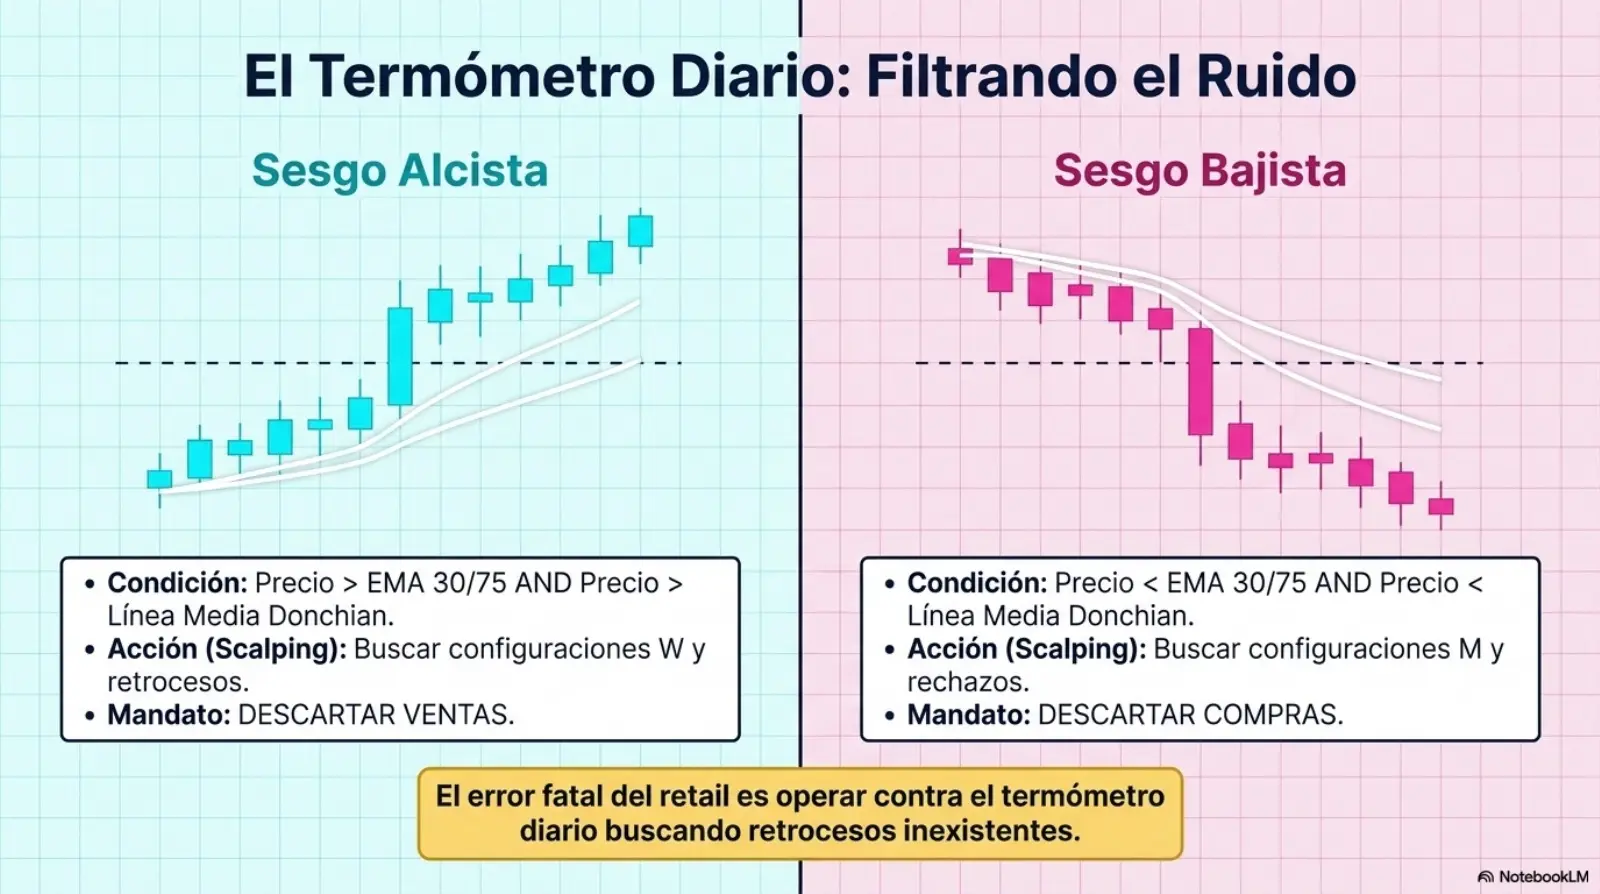 El Termómetro Diario: Filtrando el Ruido
Sesgo Alcista
• Condición: Precio > EMA 30/75 AND Precio >
Línea Media Donchian.
• Acción (Scalping): Buscar configuraciones W y
retrocesos.
• Mandato: DESCARTAR VENTAS.
Sesgo Bajista
• Condición: Precio < EMA 30/75 AND Precio <
Línea Media Donchian.
• Acción (Scalping): Buscar configuraciones M y
rechazos.
• Mandato: DESCARTAR COMPRAS.
El error fatal del retail es operar contra el termómetro
diario buscando retrocesos inexistentes.
NotebookLM